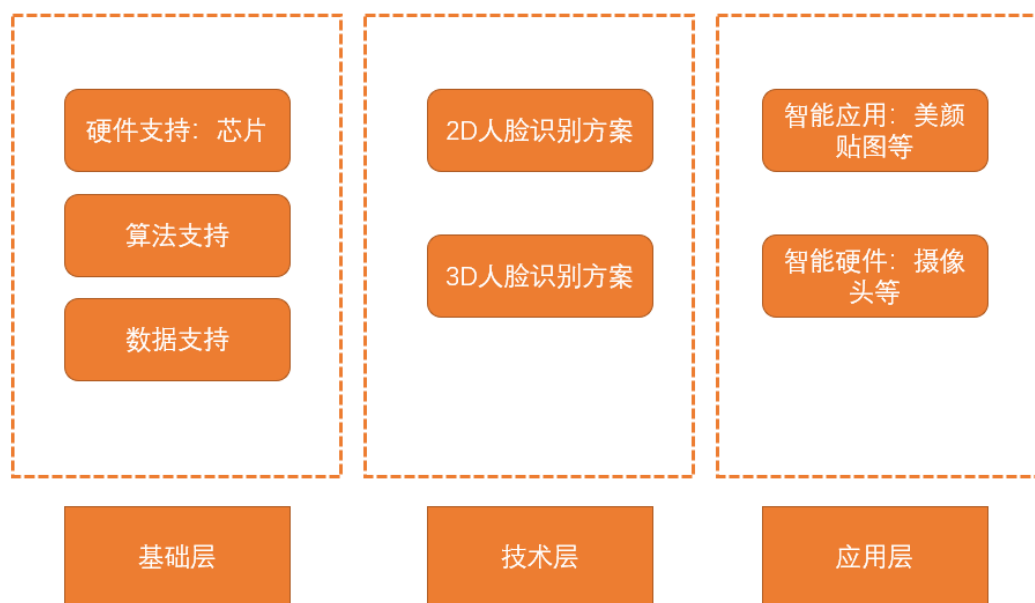 硬件支持：芯片
算法支持
数据支持
2D人脸识别方案
3D人脸识别方案
智能应用：美颜
贴图等
智能硬件：摄像
头等
基础层
技术层
应用层